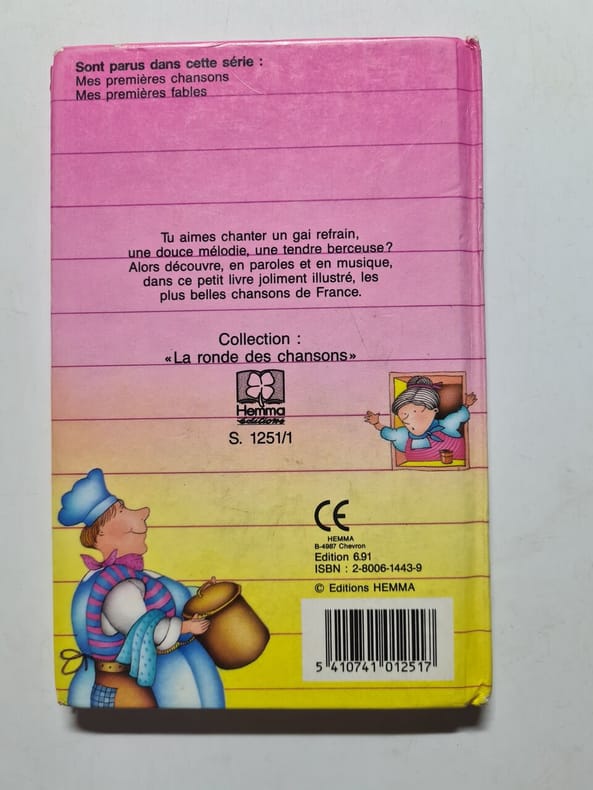 Sont parus dans cette série :
Mes premières chansons
Mes premières fables
Tu aimes chanter un gai refrain,
une douce mélodie, une tendre berceuse?
Alors découvre, en paroles et en musique,
dans ce petit livre joliment illustré, les
plus belles chansons de France.
Collection :
«La ronde des chansons»
Hemma
editions
S. 1251/1
CE
HEMMA
B-4987 Chevron
Edition 6.91
ISBN : 2-8006-1443-9
© Editions HEMMA
5 410741 012517